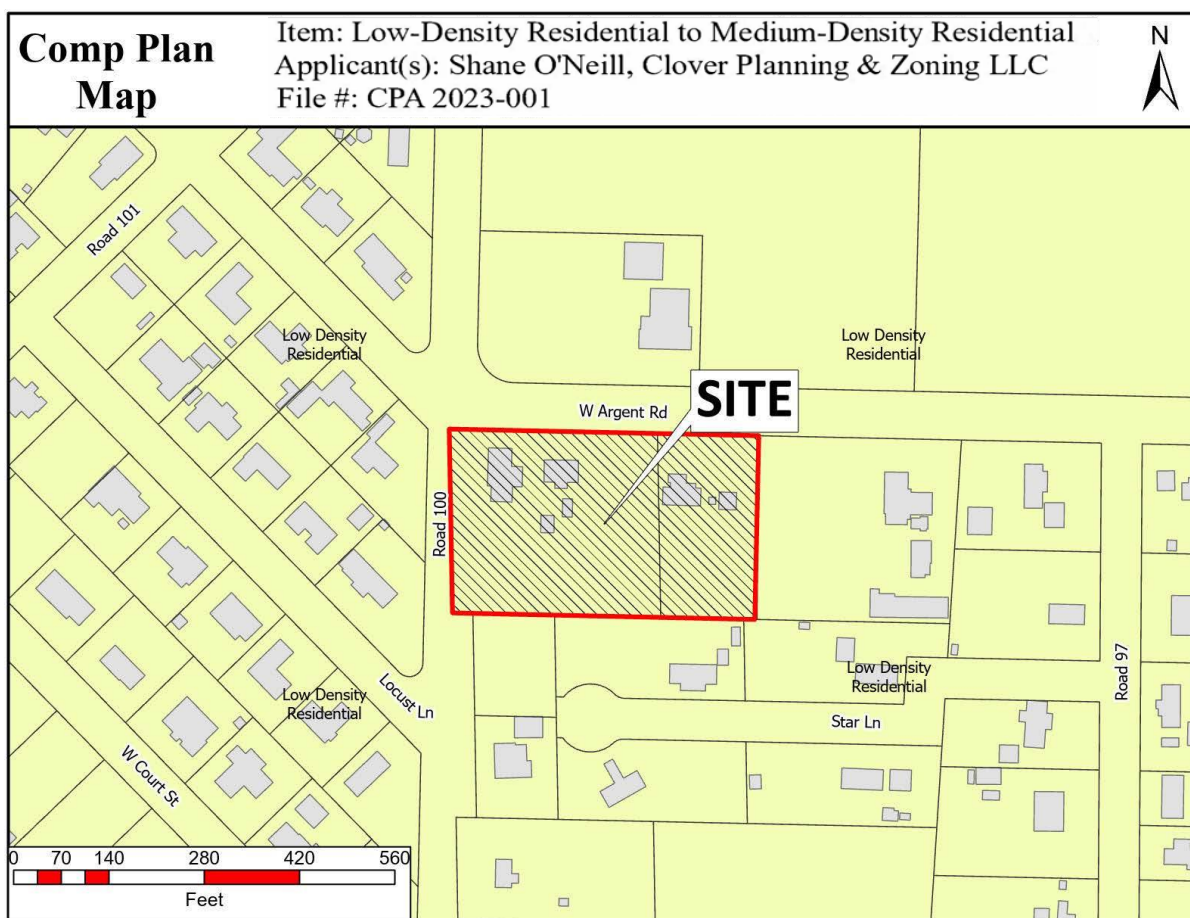 Comp Plan
Map
Item: Low-Density Residential to Medium-Density Residential
Applicant(s): Shane O'Neill, Clover Planning & Zoning LLC
File #: CPA 2023-001
N
Road 101
Low Density
Residential
Low Density
Residential
W Argent Rd
SITE
Road 100
Low Density
Residential
Low Density
Residential
Road 97
Locust Ln
Star Ln
W Court St
0 70 140 280 420 560
Feet